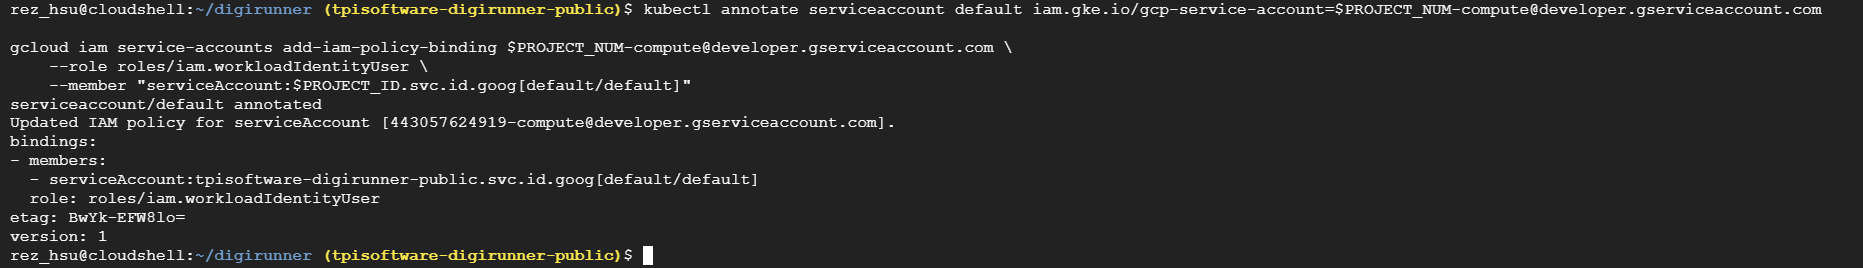 rez_hsu@cloudshell:~/digirunner (tpisoftware-digirunner-public)$ kubectl annotate serviceaccount default iam.gke.io/gcp-service-account=$PROJECT_NUM-compute@developer.gserviceaccount.com
gcloud iam service-accounts add-iam-policy-binding $PROJECT_NUM-compute@developer.gserviceaccount.com \
    --role roles/iam.workloadIdentityUser \
    --member "serviceAccount:$PROJECT_ID.svc.id.goog[default/default]"
serviceaccount/default annotated
Updated IAM policy for serviceAccount [443057624919-compute@developer.gserviceaccount.com].
bindings:
- members:
  - serviceAccount:tpisoftware-digirunner-public.svc.id.goog[default/default]
  role: roles/iam.workloadIdentityUser
etag: BwYk-EFW8lo=
version: 1
rez_hsu@cloudshell:~/digirunner (tpisoftware-digirunner-public)$